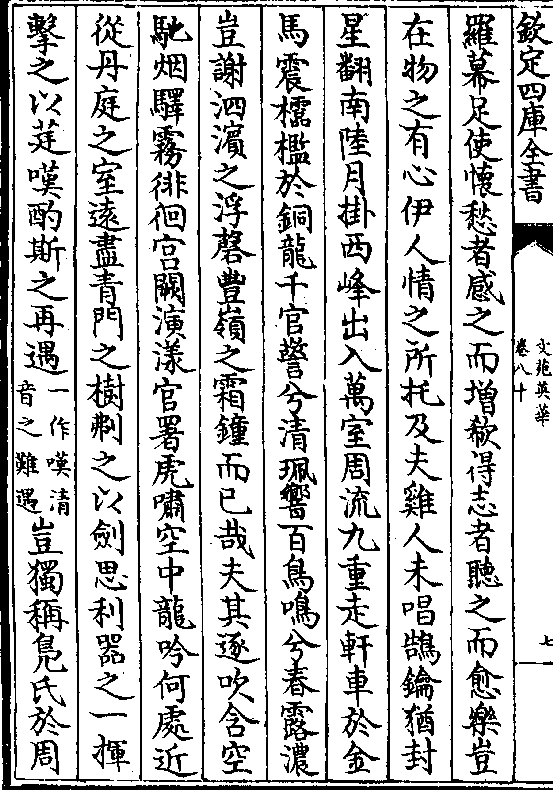 欽定四庫全書
文苑英華
卷八十
七
羅幕足使懷愁者感之而增欷得志者聽之而愈樂豈
在物之有心伊人情之所托及夫雞人未唱鵠鑰猶封
星翻南陸月掛西峰出入萬室周流九重走軒車於金
馬震櫺檻於銅龍千官警兮清珮響百鳥鳴兮春露濃
豈謝泗濵之浮磬豐嶺之霜鐘而已哉夫其逐吹含空
馳烟驛霧徘徊宫闕演漾官署虎嘯空中龍吟何處近
從丹庭之室逺盡青門之樹剸之以劍思利器之一揮
擊之以莛嘆酌斯之再遇一作嘆清音之難遇豈獨稱鳬氏於周